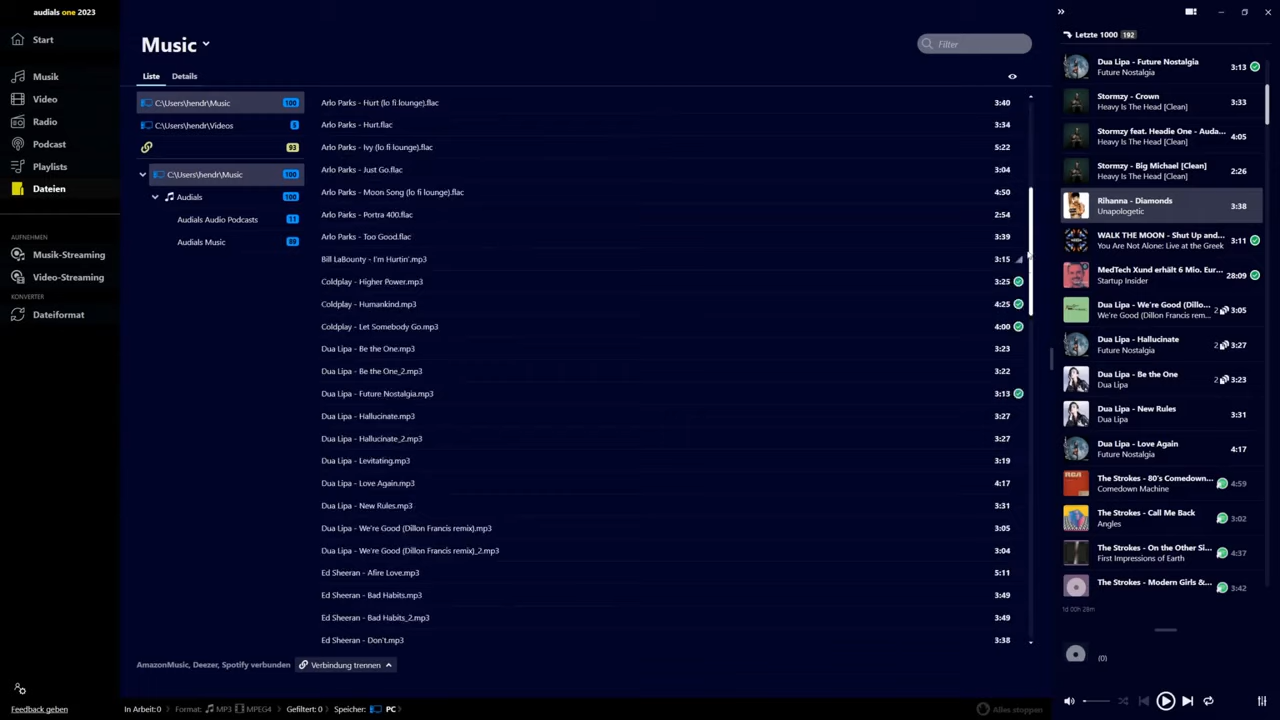 audials one 2023
Start
Musik
Video
Radio
Podcast
Playlists
Dateien
AUFNEHMEN
Musik-Streaming
Video-Streaming
KONVERTER
Dateiformat
Feedback geben
Music
Filter
Liste
Details
C:\Users\hendr\Music 100
C:\Users\hendr\Videos 5
93
C:\Users\hendr\Music 100
Audials 100
Audials Audio Podcasts 11
Audials Music 89
Arlo Parks - Hurt (lo fi lounge).flac 3:40
Arlo Parks - Hurt.flac 3:34
Arlo Parks - Ivy (lo fi lounge).flac 5:22
Arlo Parks - Just Go.flac 3:04
Arlo Parks - Moon Song (lo fi lounge).flac 4:50
Arlo Parks - Portra 400.flac 2:54
Arlo Parks - Too Good.flac 3:39
Bill LaBounty - I'm Hurtin'.mp3 3:15
Coldplay - Higher Power.mp3 3:25
Coldplay - Humankind.mp3 4:25
Coldplay - Let Somebody Go.mp3 4:00
Dua Lipa - Be the One.mp3 3:23
Dua Lipa - Be the One_2.mp3 3:22
Dua Lipa - Future Nostalgia.mp3 3:13
Dua Lipa - Hallucinate.mp3 3:27
Dua Lipa - Hallucinate_2.mp3 3:27
Dua Lipa - Levitating.mp3 3:19
Dua Lipa - Love Again.mp3 4:17
Dua Lipa - New Rules.mp3 3:31
Dua Lipa - We're Good (Dillon Francis remix).mp3 3:05
Dua Lipa - We're Good (Dillon Francis remix)_2.mp3 3:04
Ed Sheeran - Afire Love.mp3 5:11
Ed Sheeran - Bad Habits.mp3 3:49
Ed Sheeran - Bad Habits_2.mp3 3:49
Ed Sheeran - Don't.mp3 3:38
AmazonMusic, Deezer, Spotify verbunden Verbindung trennen
In Arbeit: 0 Format: MP3 MPEG4 Gefiltert: 0 Speicher: PC Alles stoppen
Letzte 1000 192
Dua Lipa - Future Nostalgia 3:13
Future Nostalgia
Stormzy - Crown 3:33
Heavy Is The Head [Clean]
Stormzy feat. Headie One - Auda... 4:05
Heavy Is The Head [Clean]
Stormzy - Big Michael [Clean] 2:26
Heavy Is The Head [Clean]
Rihanna - Diamonds 3:38
Unapologetic
WALK THE MOON - Shut Up and... 3:11
You Are Not Alone: Live at the Greek
MedTech Xund erhält 6 Mio. Eur... 28:09
Startup Insider
Dua Lipa - We're Good (Dillo... 2 3:05
We're Good (Dillon Francis rem...
Dua Lipa - Hallucinate 2 3:27
Future Nostalgia
Dua Lipa - Be the One 2 3:23
Dua Lipa
Dua Lipa - New Rules 3:31
Dua Lipa
Dua Lipa - Love Again 4:17
Future Nostalgia
The Strokes - 80's Comedown... 4:59
Comedown Machine
The Strokes - Call Me Back 3:02
Angles
The Strokes - On the Other Si... 4:37
First Impressions of Earth
The Strokes - Modern Girls &... 3:42
1d 00h 28m
(0)